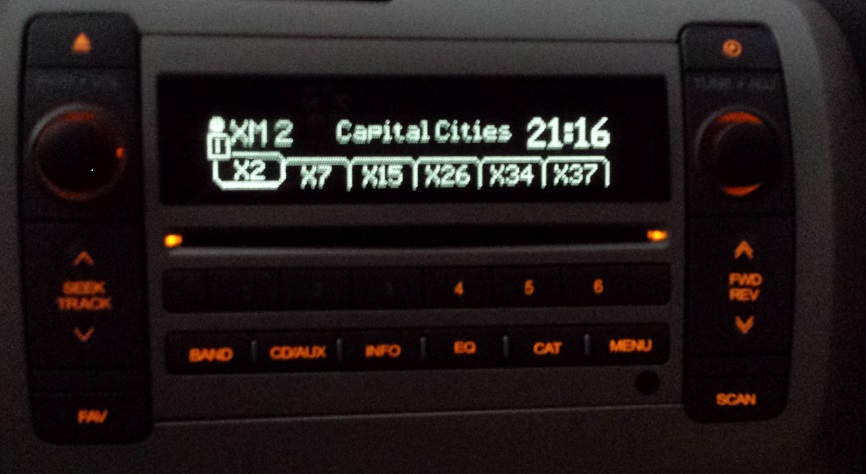 XM 2 Capital Cities 21:16
X2 X7 X15 X26 X34 X37
4 5 6
SEEK
TRACK
FWD
REV
BAND CD/AUX INFO EQ CAT MENU
FAV
SCAN